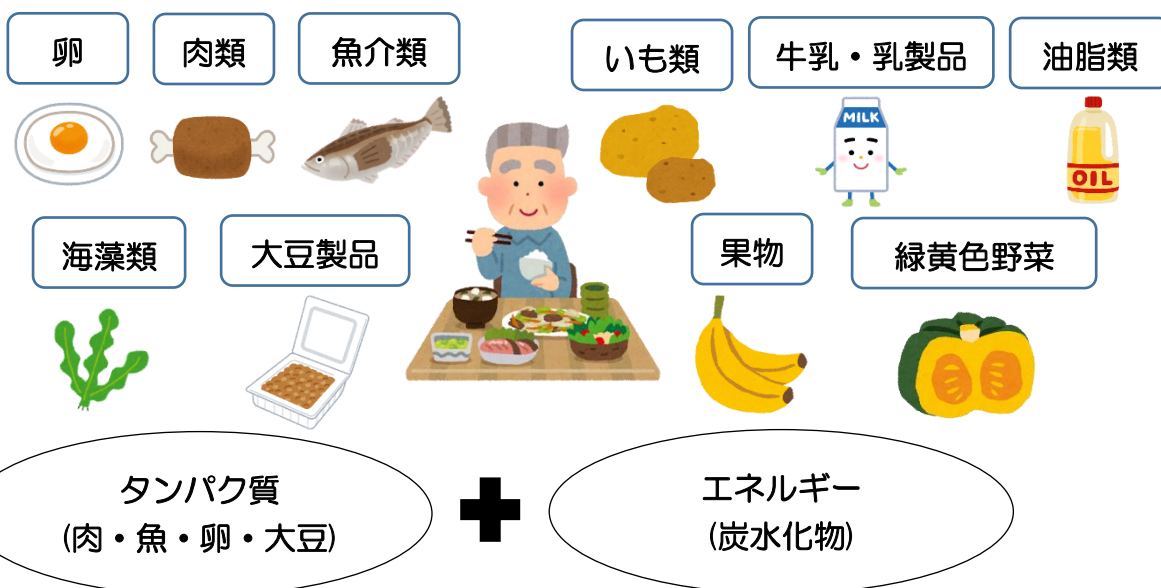 卵
肉類
魚介類
いも類
牛乳・乳製品
油脂類
MILK
OIL
海藻類
大豆製品
果物
緑黄色野菜
タンパク質
(肉・魚・卵・大豆)
エネルギー
(炭水化物)